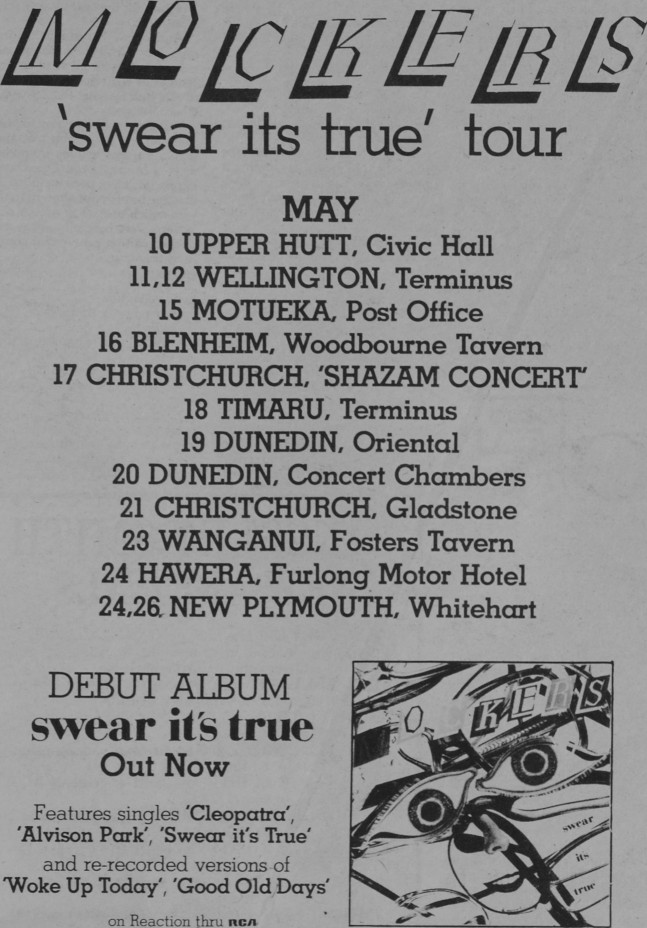 MOCKERS
'swear its true' tour
MAY
10 UPPER HUTT, Civic Hall
11,12 WELLINGTON, Terminus
15 MOTUEKA, Post Office
16 BLENHEIM, Woodbourne Tavern
17 CHRISTCHURCH, 'SHAZAM CONCERT'
18 TIMARU, Terminus
19 DUNEDIN, Oriental
20 DUNEDIN, Concert Chambers
21 CHRISTCHURCH, Gladstone
23 WANGANUI, Fosters Tavern
24 HAWERA, Furlong Motor Hotel
24,26, NEW PLYMOUTH, Whitehart
DEBUT ALBUM
swear it's true
Out Now
Features singles 'Cleopatra',
'Alvison Park', 'Swear it's True'
and re-recorded versions of
'Woke Up Today', 'Good Old Days'
on Reaction thru RCA
O KERS
swear
its
true